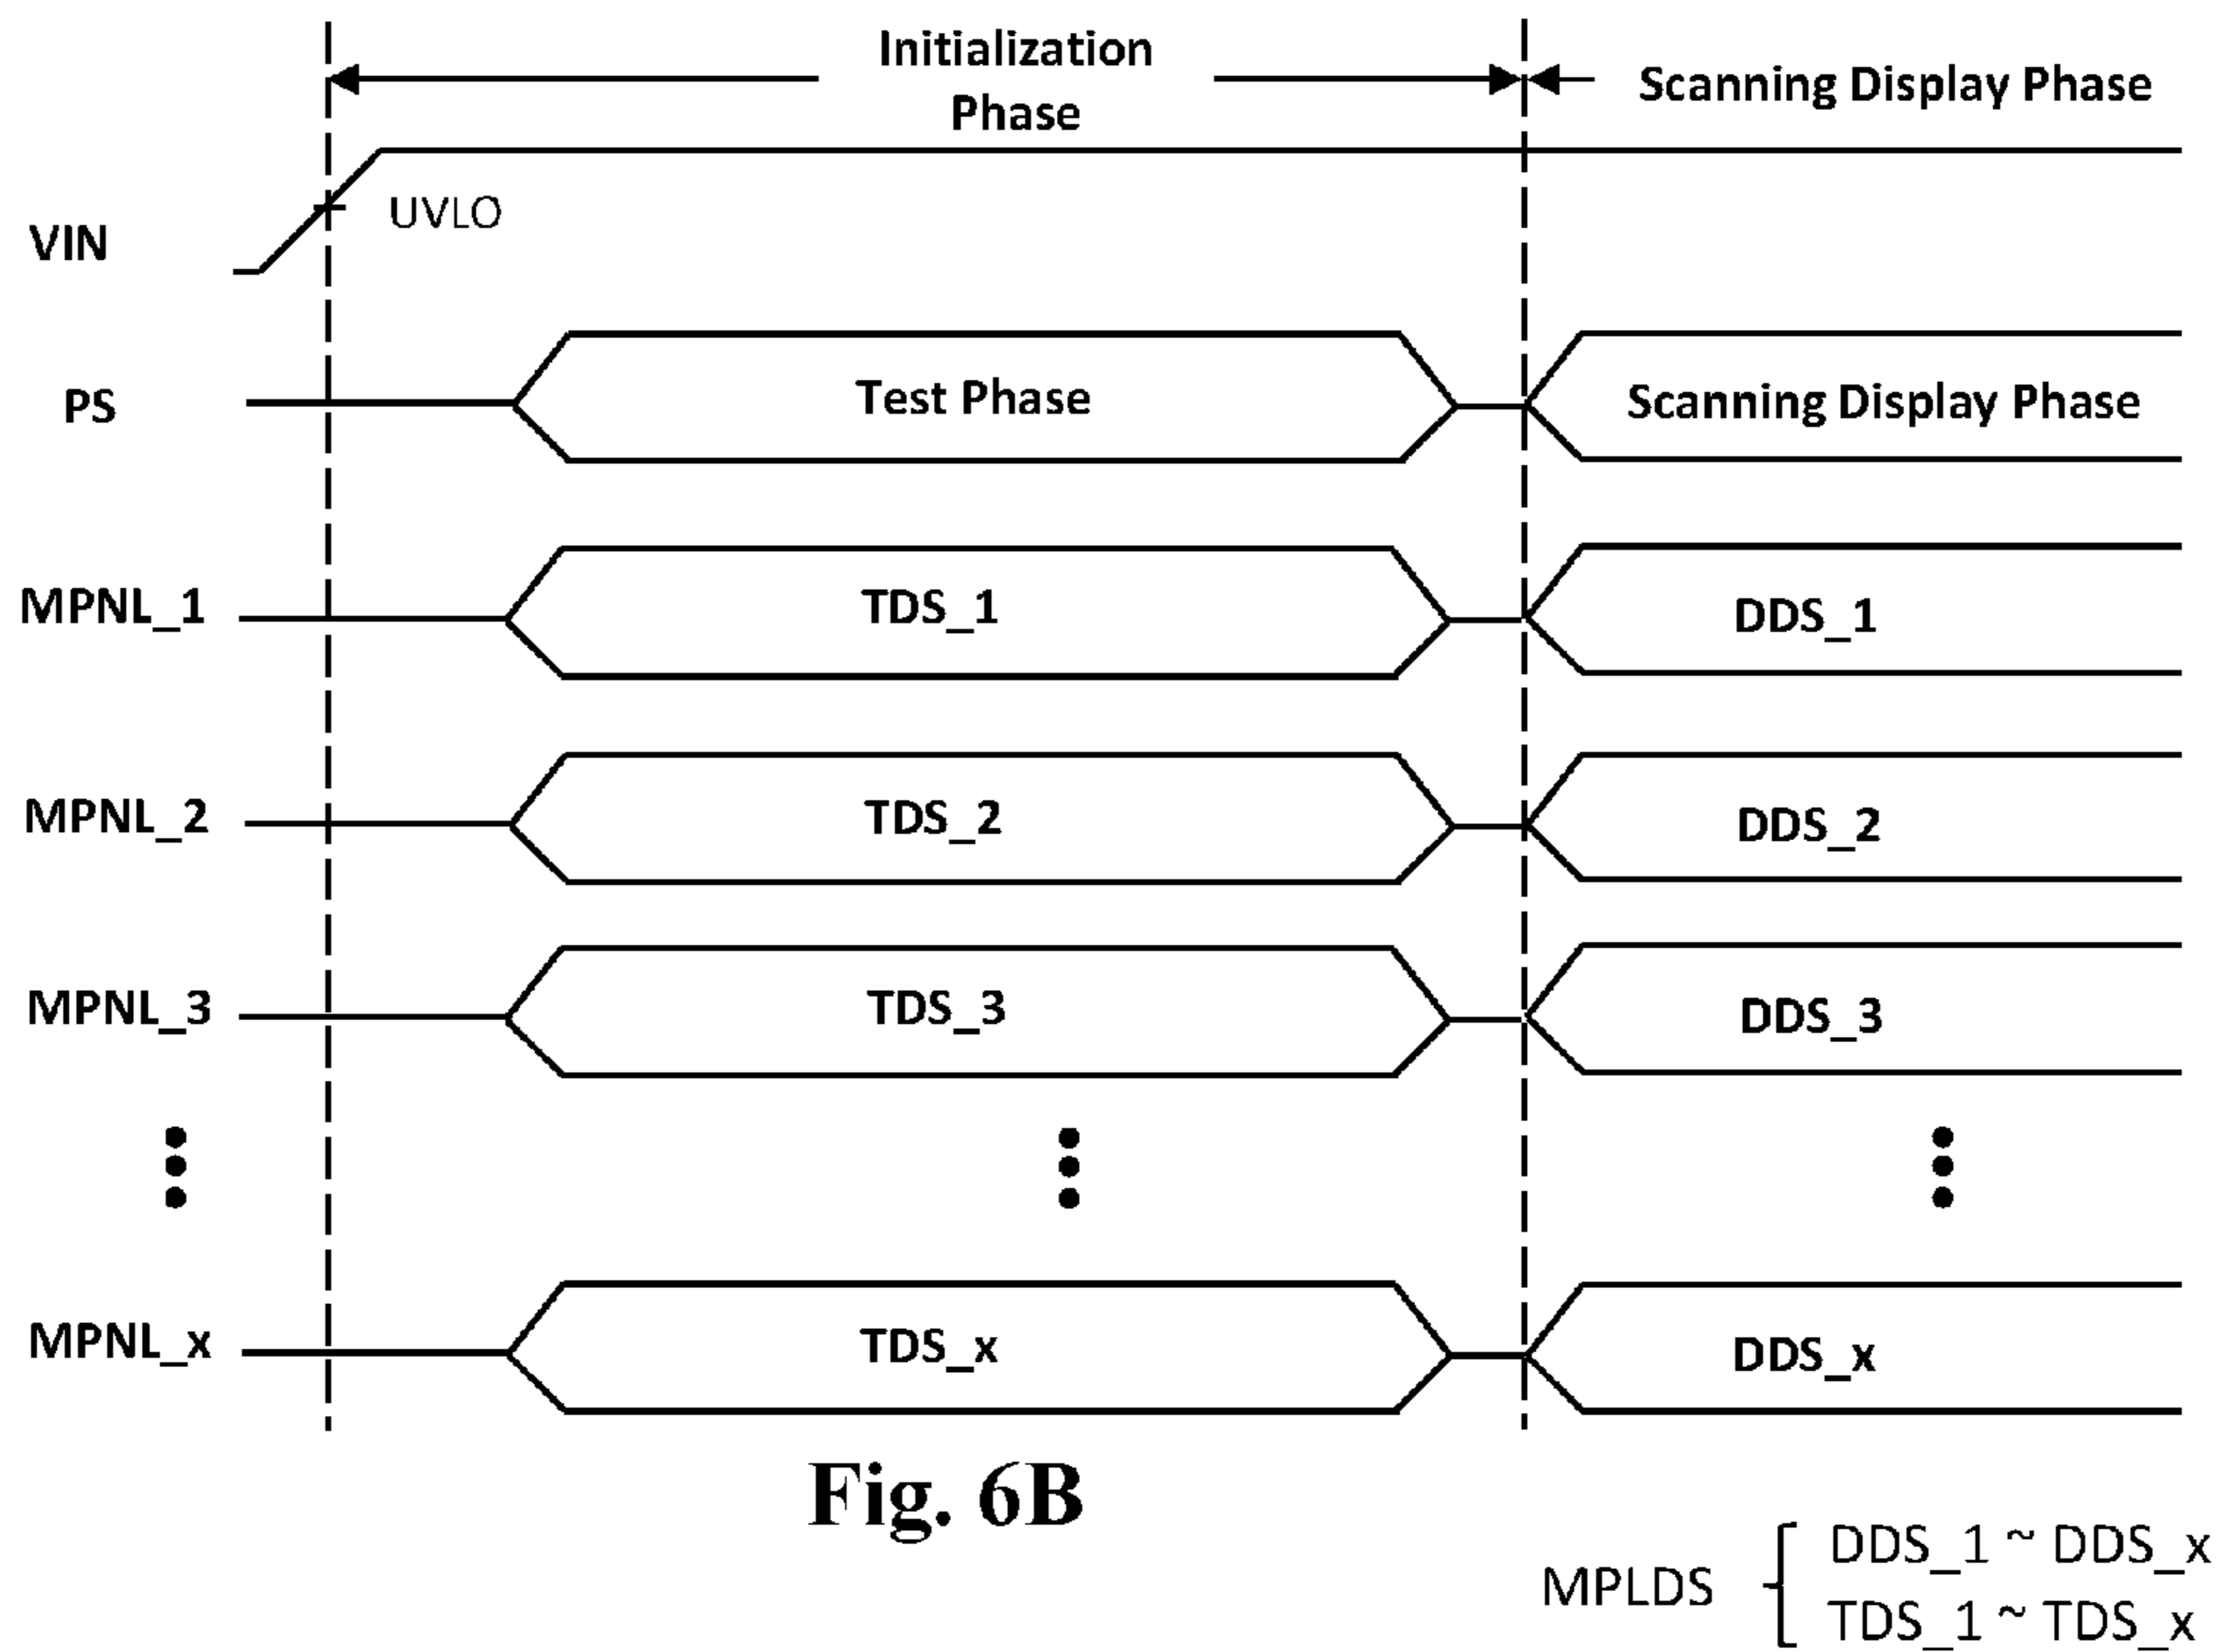 Initialization
Phase
Scanning Display Phase
VIN
UVLO
PS
Test Phase
Scanning Display Phase
MPNL_1
TDS_1
DDS_1
MPNL_2
TDS_2
DDS_2
MPNL_3
TDS_3
DDS_3
MPNL_x
TDS_x
DDS_x
Fig. 6B
MPLDS
DDS_1 ~ DDS_x
TDS_1 ~ TDS_x